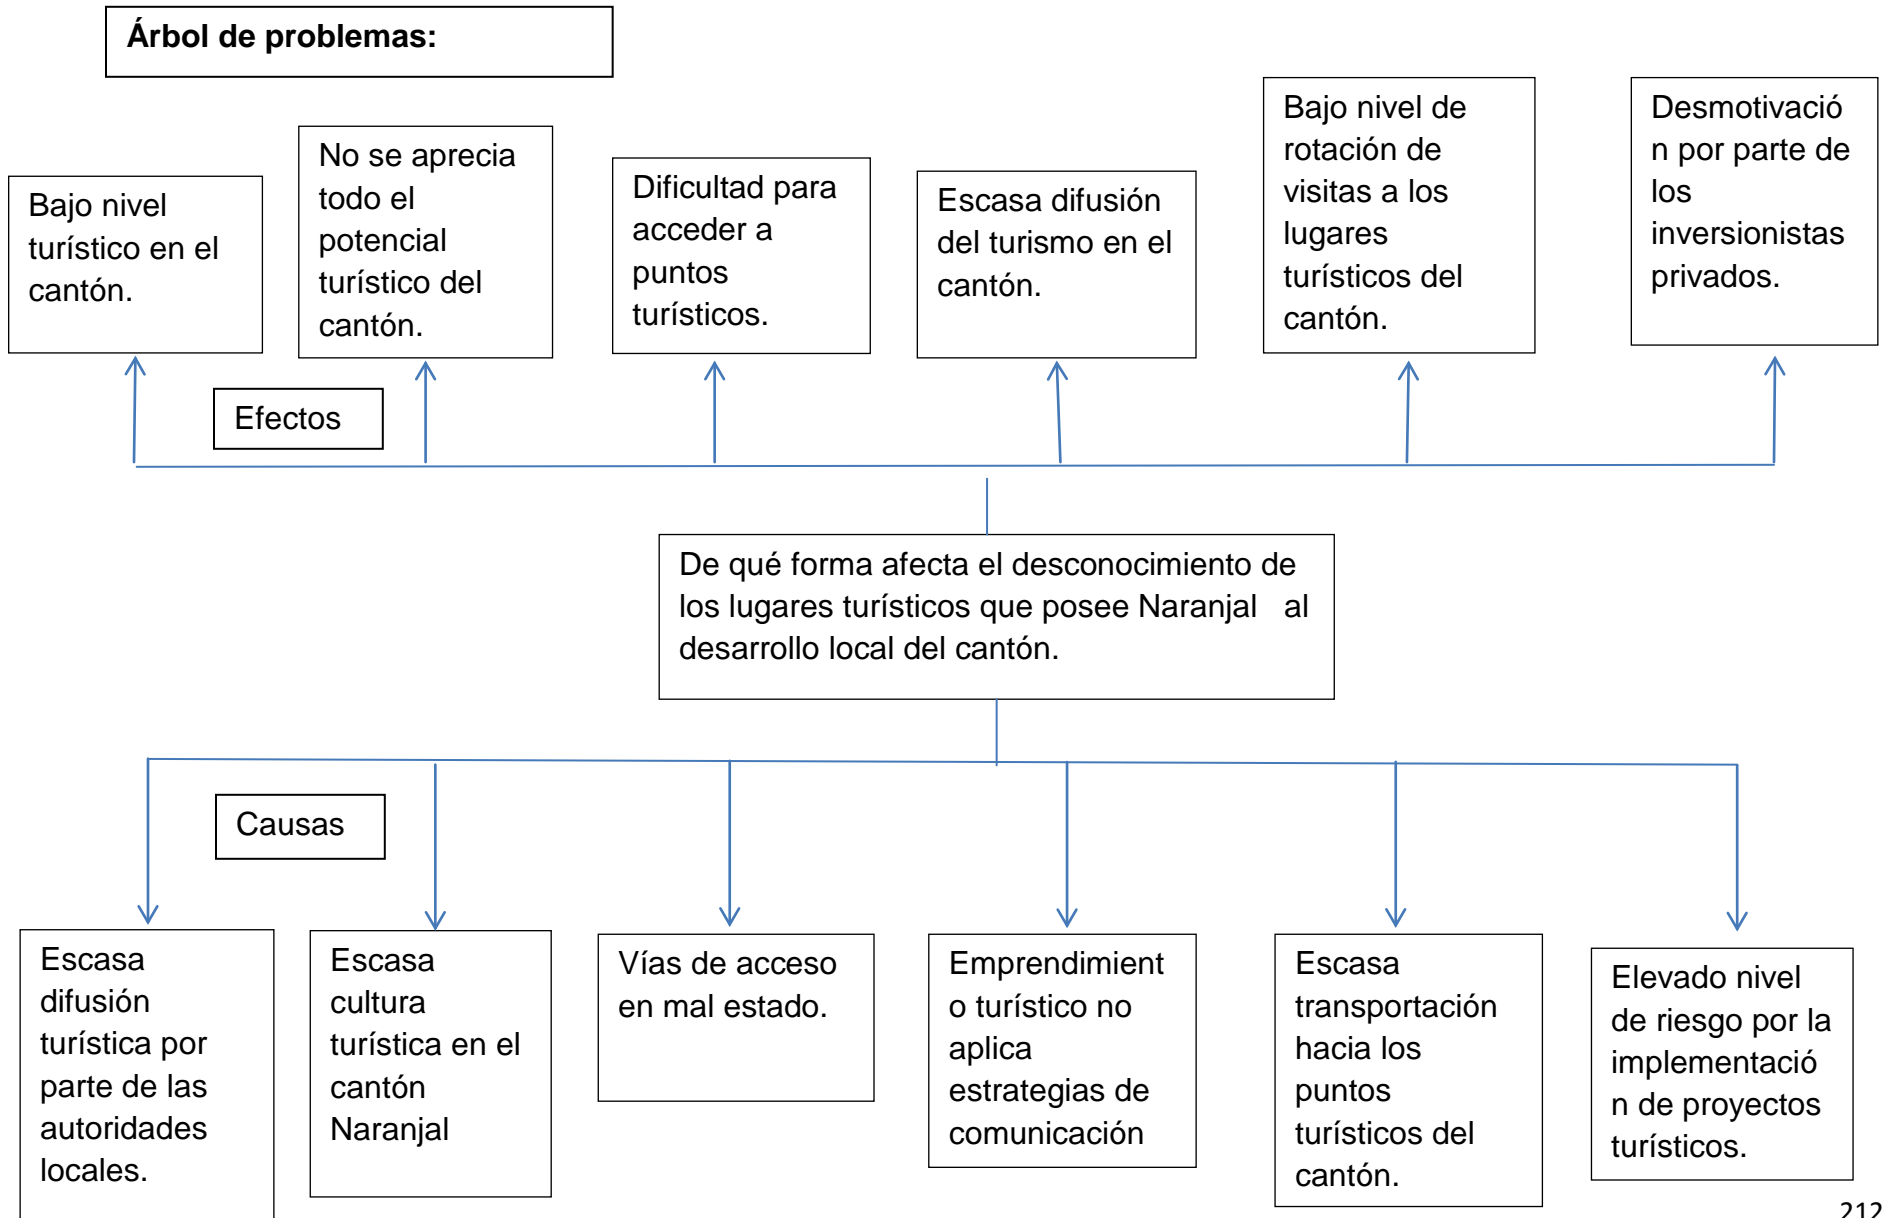 Árbol de problemas:
Bajo nivel
turístico en el
cantón.
No se aprecia
todo el
potencial
turístico del
cantón.
Dificultad para
acceder a
puntos
turísticos.
Escasa difusión
del turismo en el
cantón.
Bajo nivel de
rotación de
visitas a los
lugares
turísticos del
cantón.
Desmotivació
n por parte de
los
inversionistas
privados.
Efectos
De qué forma afecta el desconocimiento de
los lugares turísticos que posee Naranjal al
desarrollo local del cantón.
Causas
Escasa
difusión
turística por
parte de las
autoridades
locales.
Escasa
cultura
turística en el
cantón
Naranjal
Vías de acceso
en mal estado.
Emprendimient
o turístico no
aplica
estrategias de
comunicación
Escasa
transportación
hacia los
puntos
turísticos del
cantón.
Elevado nivel
de riesgo por la
implementació
n de proyectos
turísticos.
212